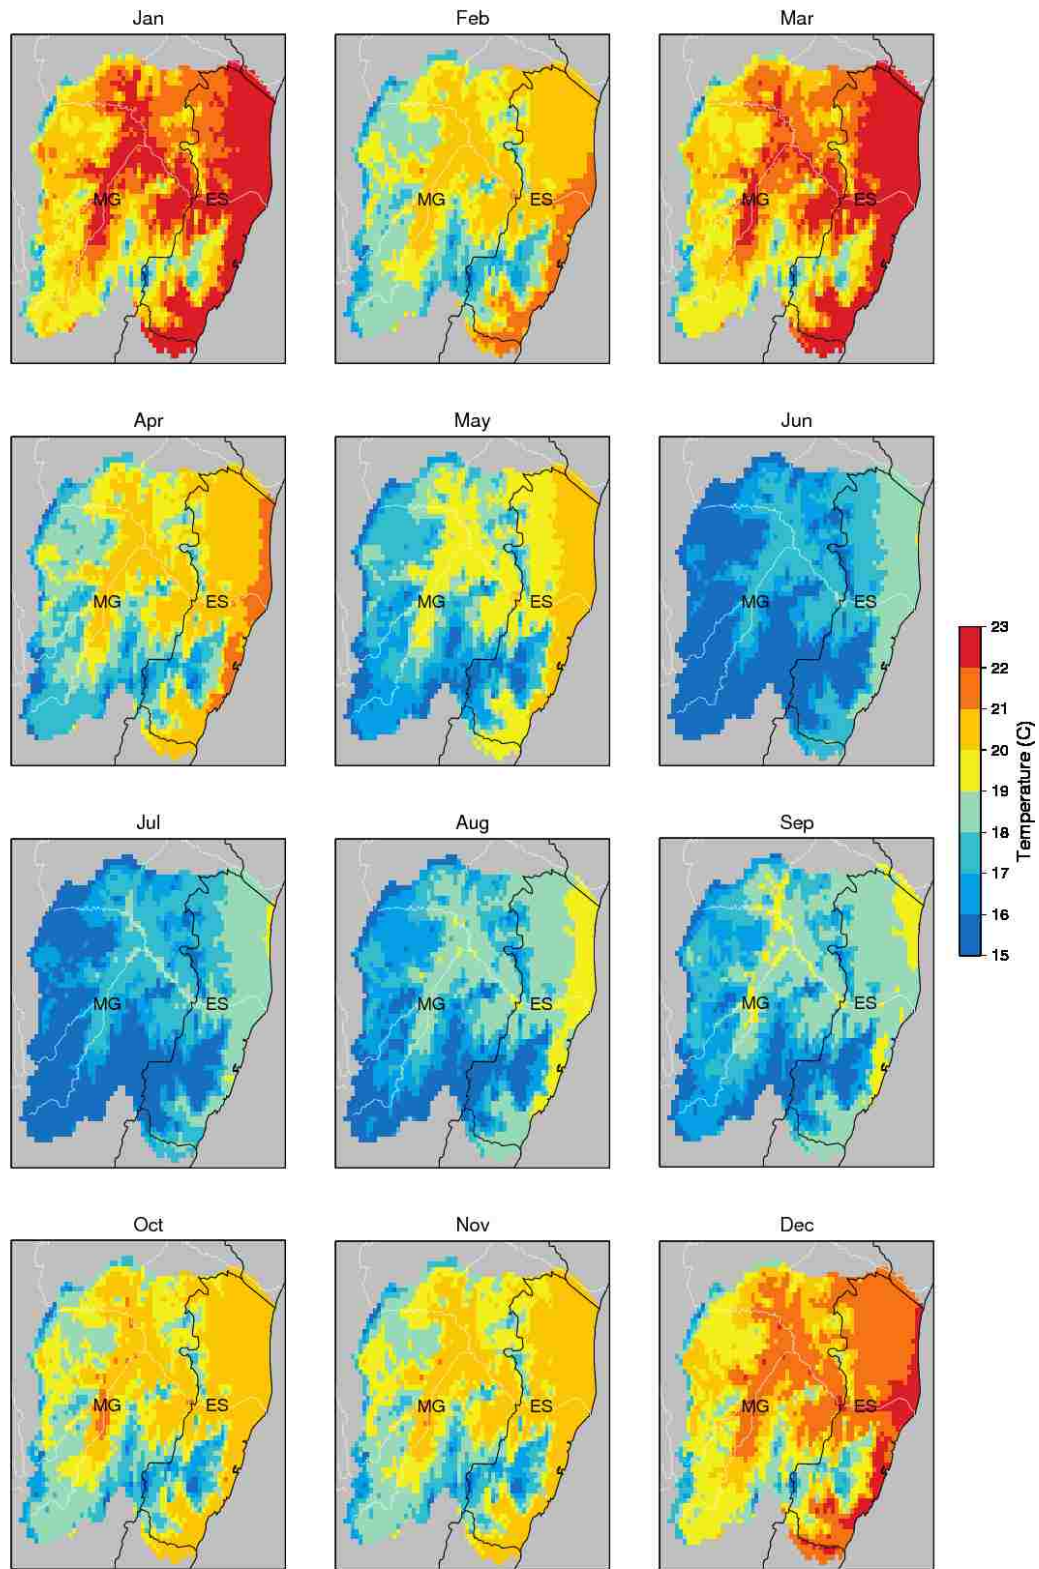 Jan Feb Mar
MG ES MG ES MG ES
Apr May Jun
MG ES MG ES MG ES
23
22
21
20
19
18
17
16
15
Temperature (C)
Jul Aug Sep
MG ES MG ES MG ES
Oct Nov Dec
MG ES MG ES MG ES